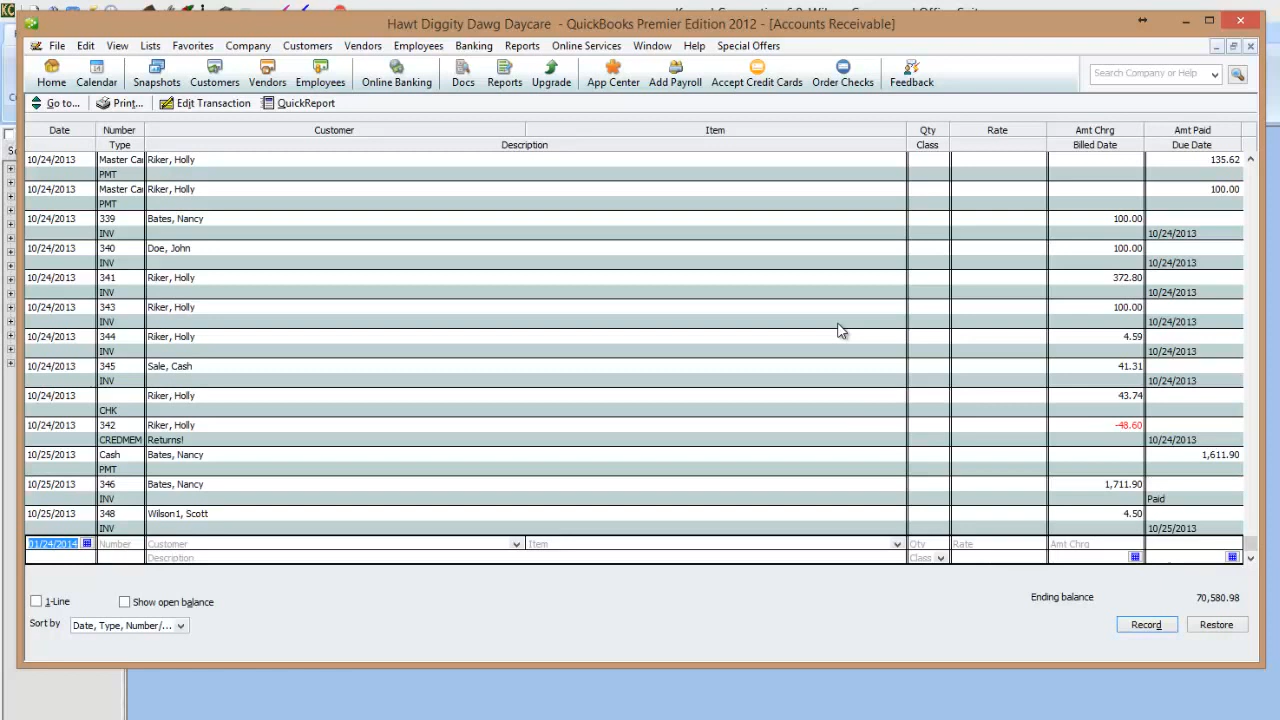 Hawt Diggity Dawg Daycare - QuickBooks Premier Edition 2012 - [Accounts Receivable]
File Edit View Lists Favorites Company Customers Vendors Employees Banking Reports Online Services Window Help Special Offers
Home Calendar Snapshots Customers Vendors Employees Online Banking Docs Reports Upgrade App Center Add Payroll Accept Credit Cards Order Checks Feedback
Search Company or Help
Go to... Print... Edit Transaction QuickReport
Date Number Customer Item Qty Rate Amt Chrg Amt Paid
Type Description Class Billed Date Due Date
10/24/2013 Master Ca Riker, Holly 135.62
PMT
10/24/2013 Master Ca Riker, Holly 100.00
PMT
10/24/2013 339 Bates, Nancy 100.00
INV 10/24/2013
10/24/2013 340 Doe, John 100.00
INV 10/24/2013
10/24/2013 341 Riker, Holly 372.80
INV 10/24/2013
10/24/2013 343 Riker, Holly 100.00
INV 10/24/2013
10/24/2013 344 Riker, Holly 4.59
INV 10/24/2013
10/24/2013 345 Sale, Cash 41.31
INV 10/24/2013
10/24/2013 Riker, Holly 43.74
CHK
10/24/2013 342 Riker, Holly -48.60
CREDMEM Returns! 10/24/2013
10/25/2013 Cash Bates, Nancy 1,611.90
PMT
10/25/2013 346 Bates, Nancy 1,711.90
INV Paid
10/25/2013 348 Wilson1, Scott 4.50
INV 10/25/2013
01/24/2014 Number Customer Item Qty Rate Amt Chrg
Description Class
1-Line Show open balance Ending balance 70,580.98
Sort by Date, Type, Number/... Record Restore